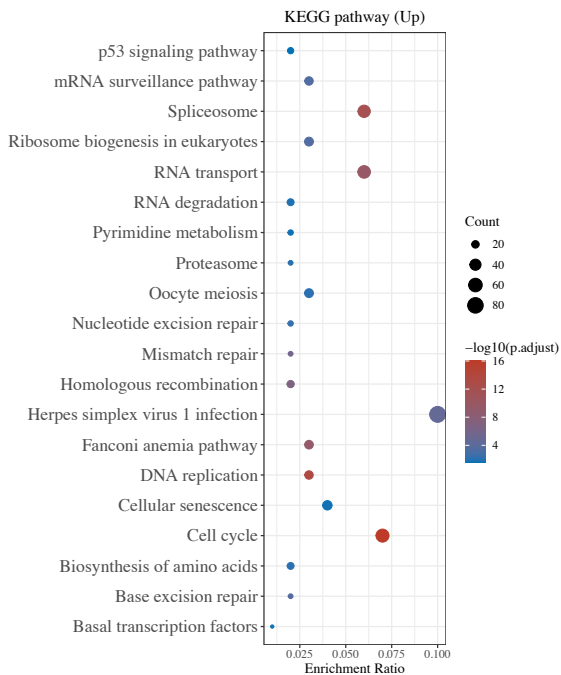 KEGG pathway (Up)
p53 signaling pathway
mRNA surveillance pathway
Spliceosome
Ribosome biogenesis in eukaryotes
RNA transport
RNA degradation
Pyrimidine metabolism
Proteasome
Oocyte meiosis
Nucleotide excision repair
Mismatch repair
Homologous recombination
Herpes simplex virus 1 infection
Fanconi anemia pathway
DNA replication
Cellular senescence
Cell cycle
Biosynthesis of amino acids
Base excision repair
Basal transcription factors
0.025 0.050 0.075 0.100
Enrichment Ratio
Count
20
40
60
80
−log10(p.adjust)
16
12
8
4